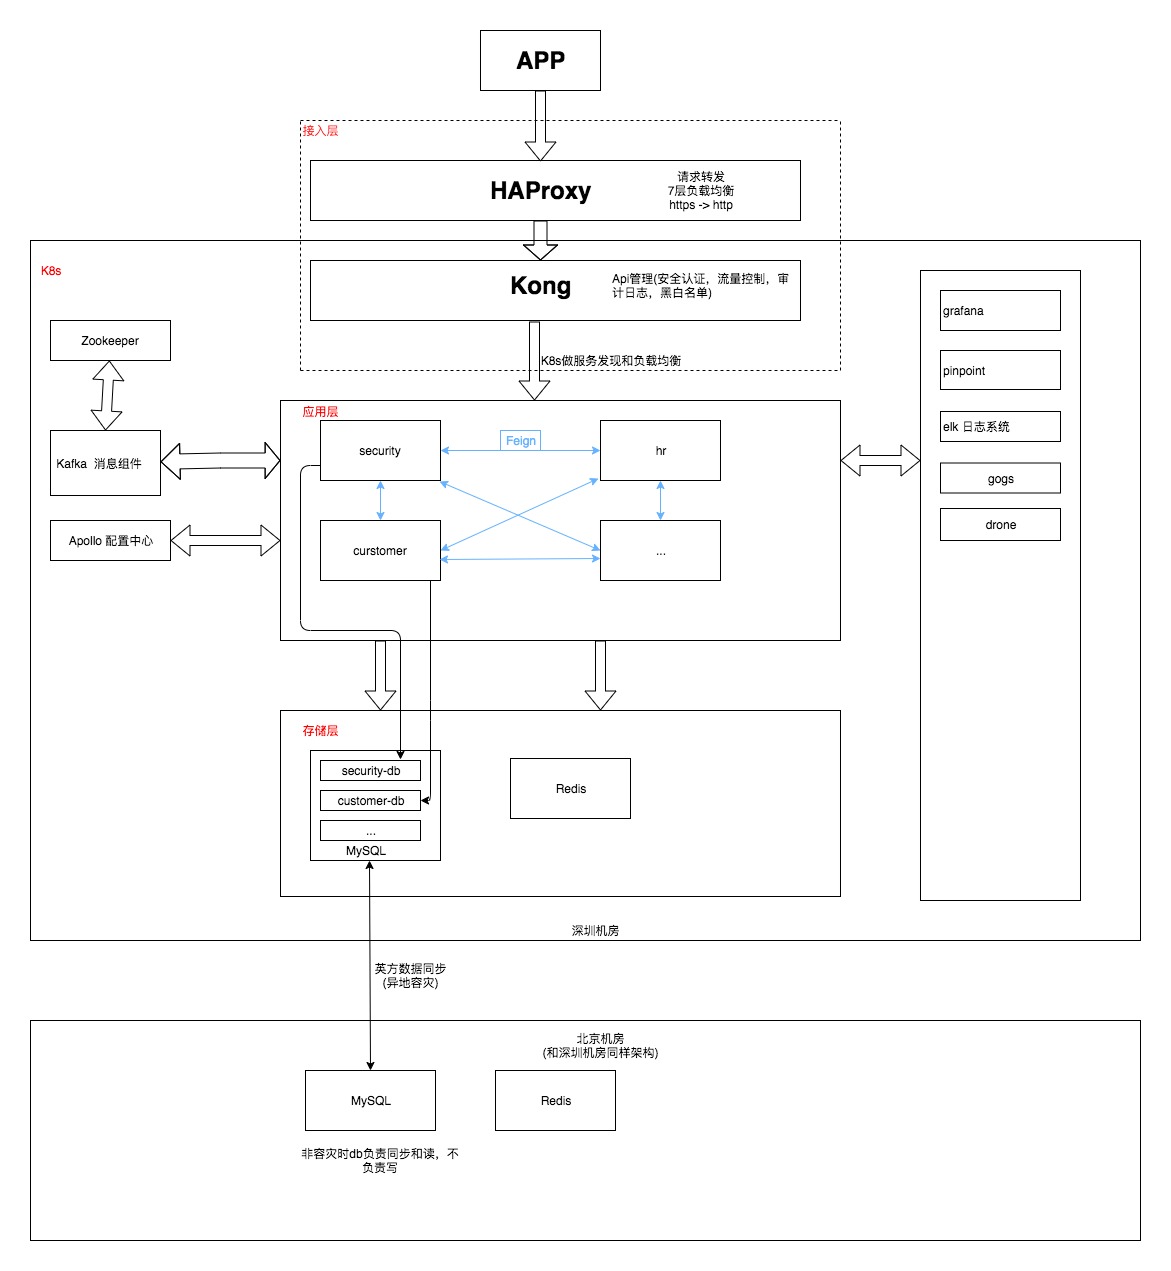 APP
接入层
HAProxy
请求转发
7层负载均衡
https -> http
K8s
Kong
Api管理(安全认证，流量控制，审
计日志，黑白名单)
K8s做服务发现和负载均衡
Zookeeper
Kafka 消息组件
Apollo 配置中心
应用层
security
Feign
hr
curstomer
...
grafana
pinpoint
elk 日志系统
gogs
drone
存储层
security-db
customer-db
...
MySQL
Redis
深圳机房
英方数据同步
(异地容灾)
北京机房
(和深圳机房同样架构)
MySQL
Redis
非容灾时db负责同步和读，不
负责写